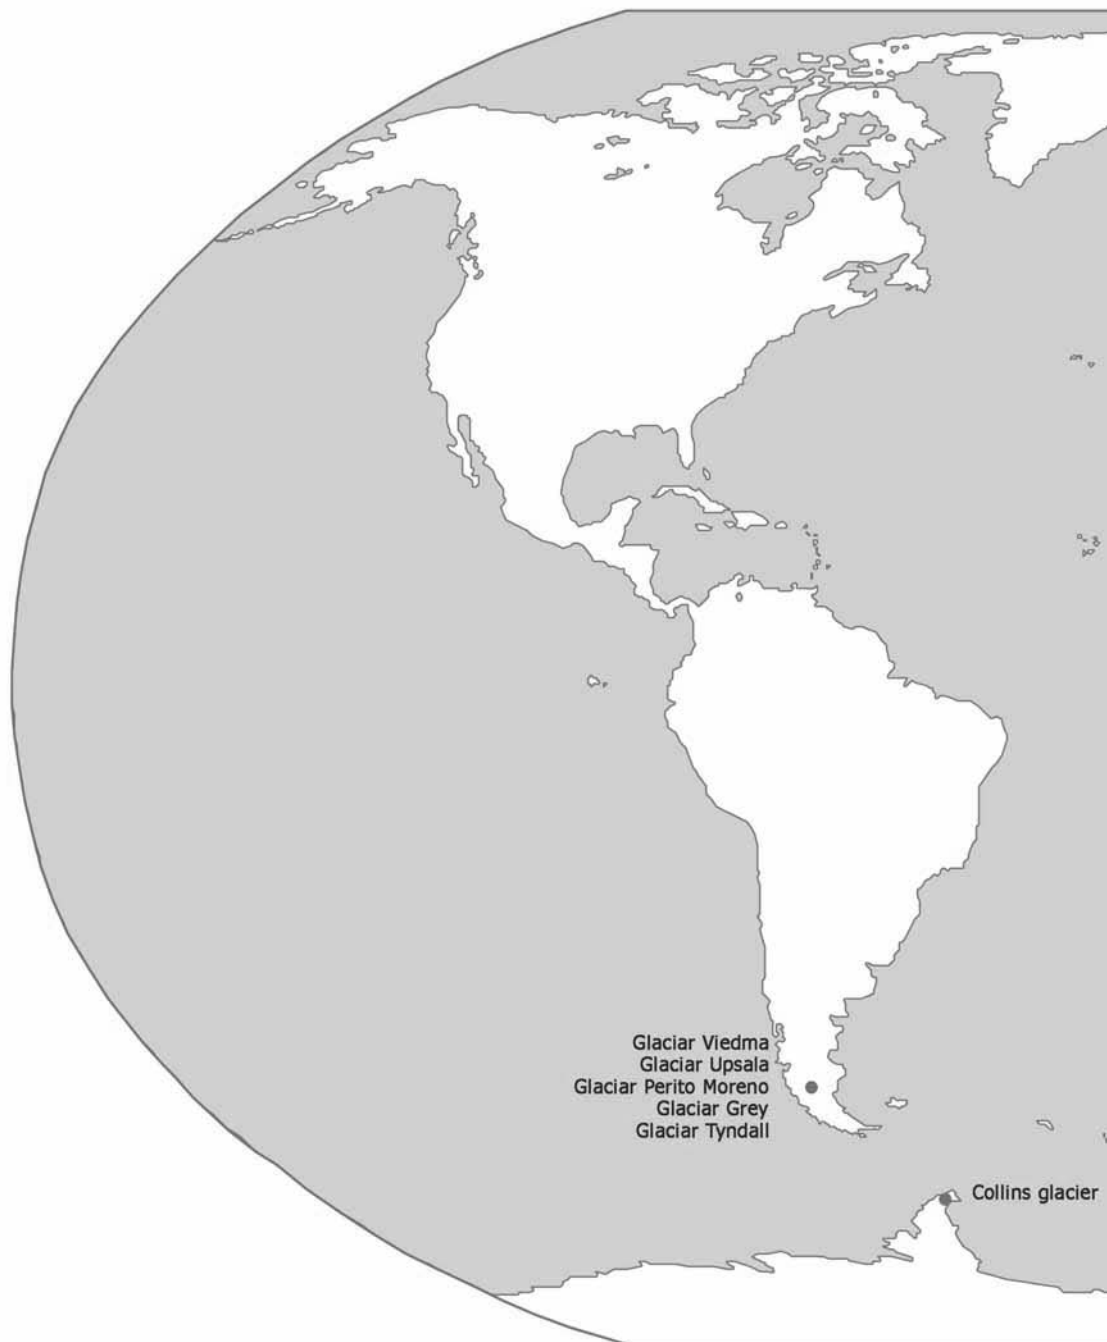 Glaciar Viedma
Glaciar Upsala
Glaciar Perito Moreno
Glaciar Grey
Glaciar Tyndall
Collins glacier